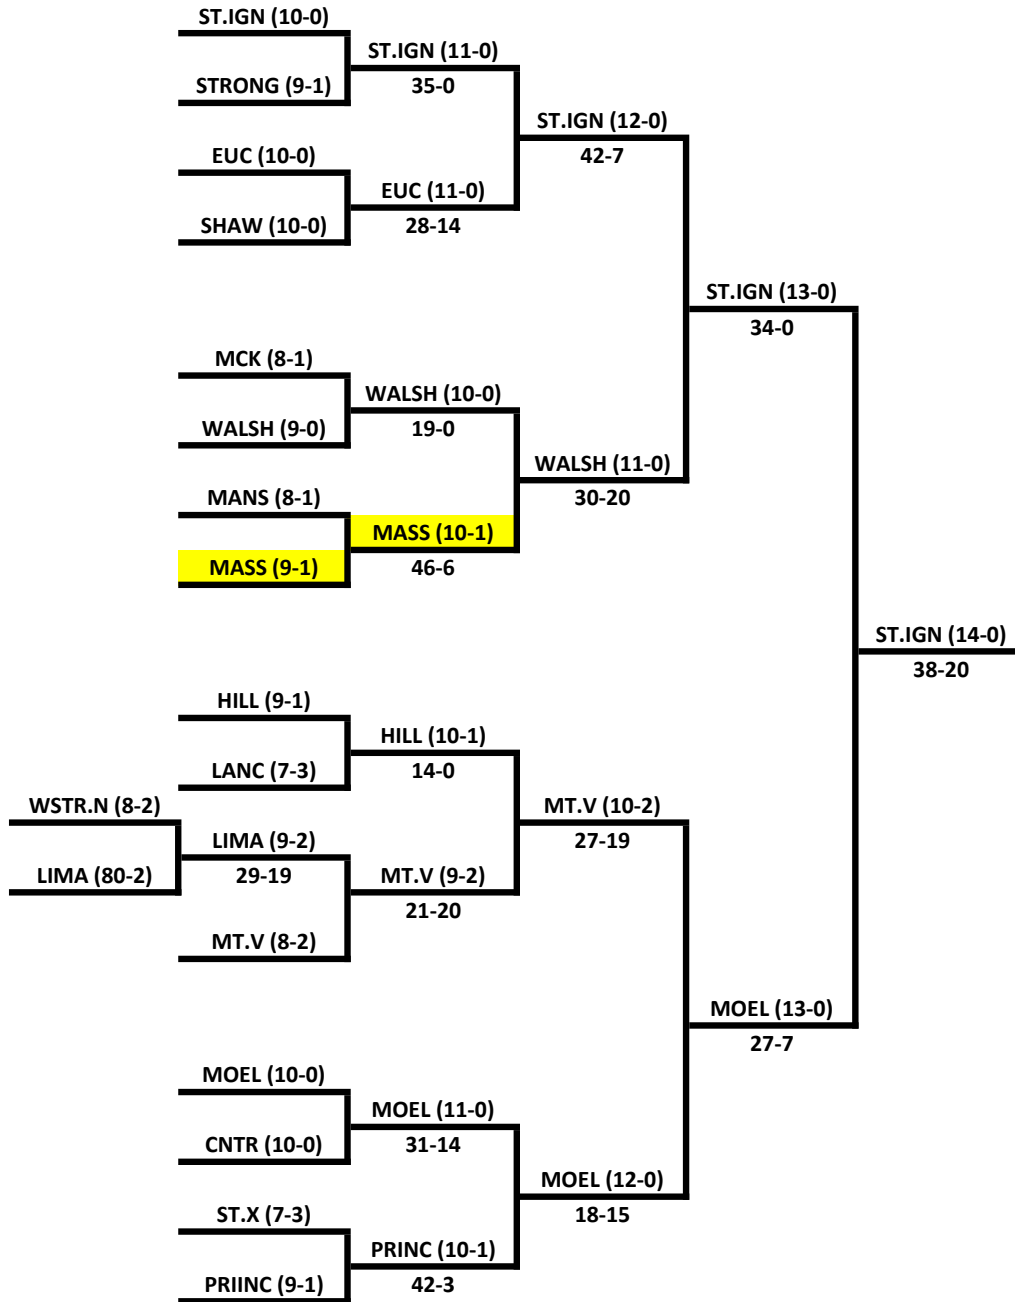 ST.IGN (10-0)
ST.IGN (11-0)
STRONG (9-1)
35-0
ST.IGN (12-0)
42-7
EUC (10-0)
EUC (11-0)
SHAW (10-0)
28-14
ST.IGN (13-0)
34-0
MCK (8-1)
WALSH (10-0)
WALSH (9-0)
19-0
WALSH (11-0)
30-20
MANS (8-1)
MASS (10-1)
MASS (9-1)
46-6
ST.IGN (14-0)
38-20
HILL (9-1)
HILL (10-1)
LANC (7-3)
14-0
WSTR.N (8-2)
MT.V (10-2)
LIMA (9-2)
27-19
LIMA (80-2)
29-19
MT.V (9-2)
21-20
MT.V (8-2)
MOEL (13-0)
27-7
MOEL (10-0)
MOEL (11-0)
CNTR (10-0)
31-14
MOEL (12-0)
18-15
ST.X (7-3)
PRINC (10-1)
PRIINC (9-1)
42-3